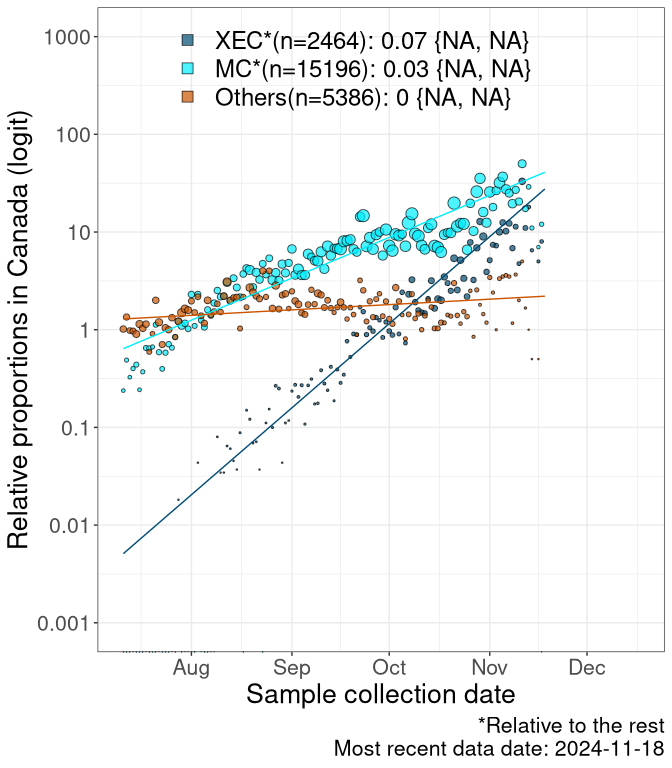 XEC*(n=2464): 0.07 {NA, NA}
MC*(n=15196): 0.03 {NA, NA}
Others(n=5386): 0 {NA, NA}
Relative proportions in Canada (logit)
1000
100
10
1
0.1
0.01
0.001
Aug Sep Oct Nov Dec
Sample collection date
*Relative to the rest
Most recent data date: 2024-11-18